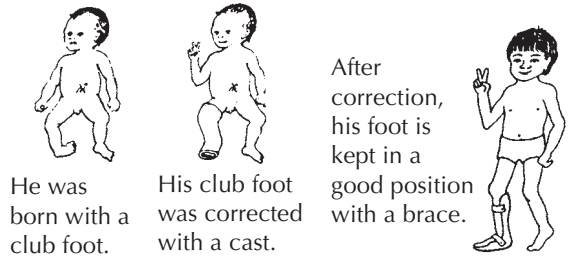 He was
born with a
club foot.
His club foot
was corrected
with a cast.
After
correction,
his foot is
kept in a
good position
with a brace.